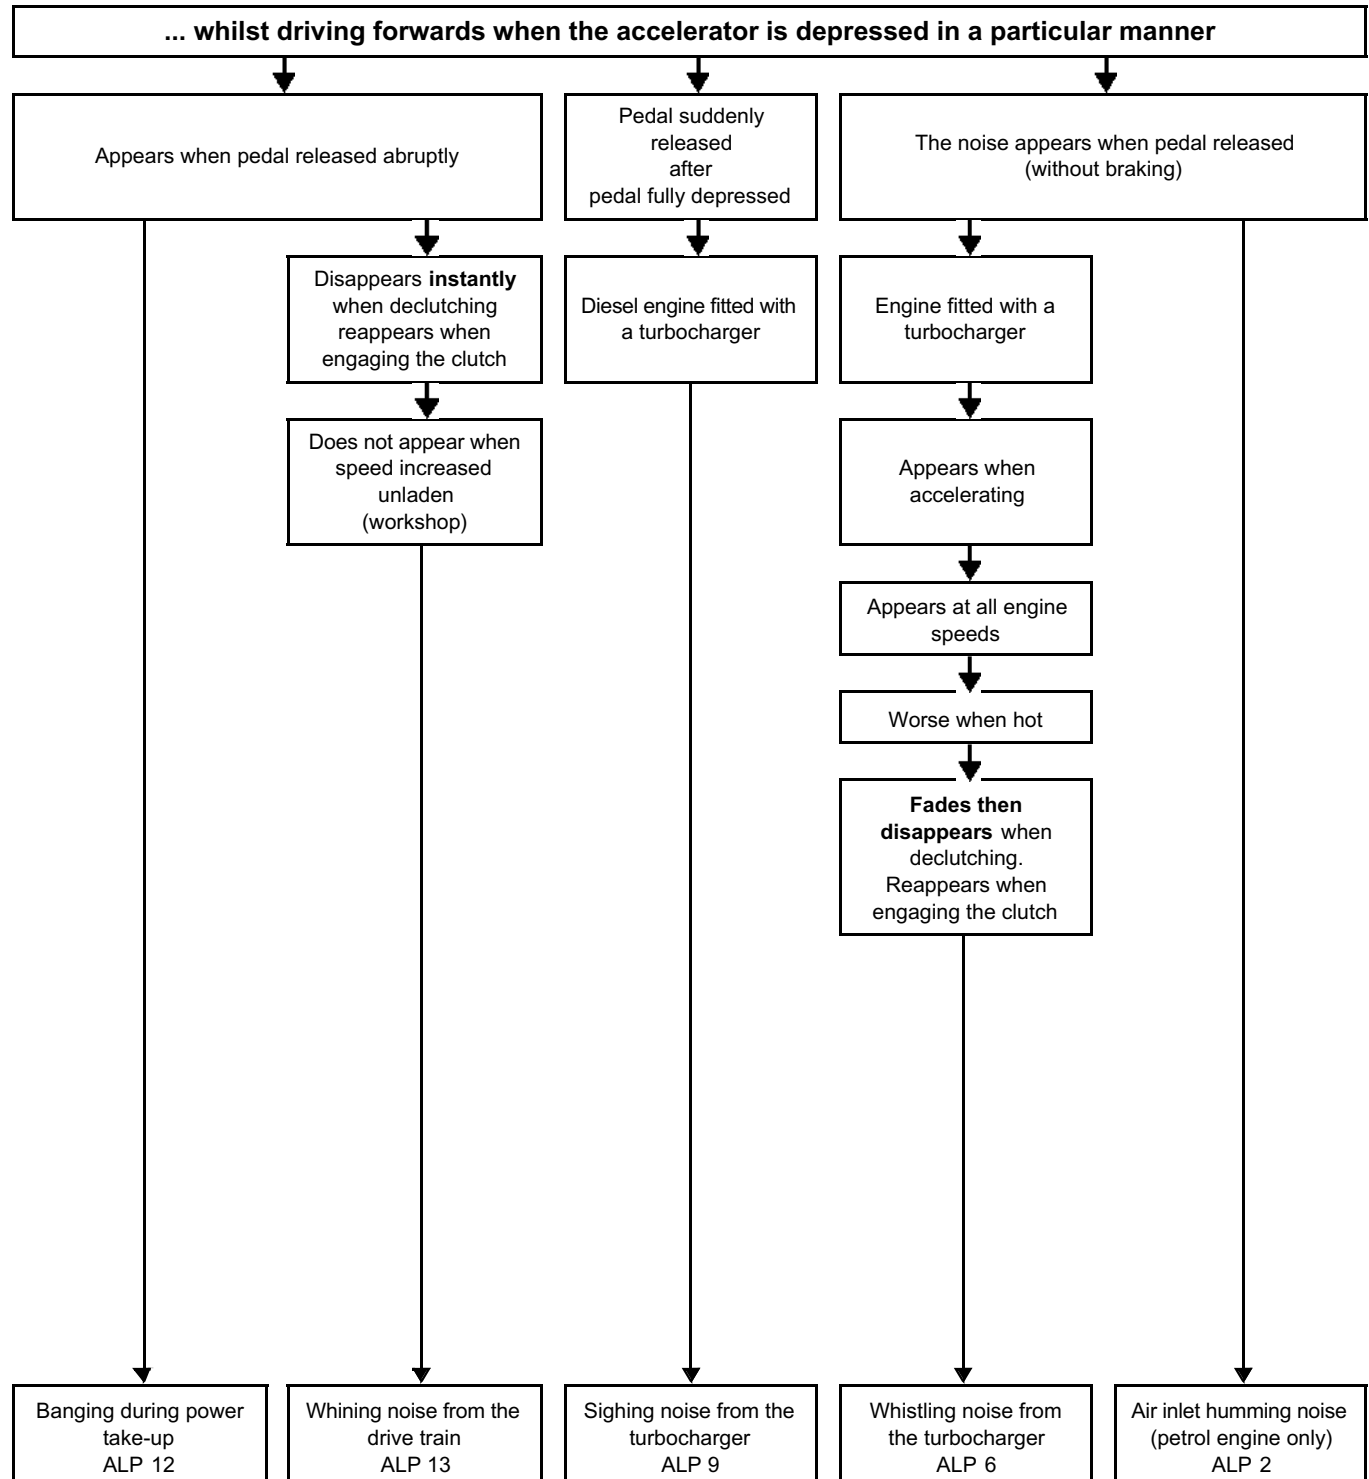 ... whilst driving forwards when the accelerator is depressed in a particular manner
Appears when pedal released abruptly
Pedal suddenly
released
after
pedal fully depressed
The noise appears when pedal released
(without braking)
Disappears instantly
when declutching
reappears when
engaging the clutch
Diesel engine fitted with
a turbocharger
Engine fitted with a
turbocharger
Does not appear when
speed increased
unladen
(workshop)
Appears when
accelerating
Appears at all engine
speeds
Worse when hot
Fades then
disappears when
declutching.
Reappears when
engaging the clutch
Banging during power
take-up
ALP 12
Whining noise from the
drive train
ALP 13
Sighing noise from the
turbocharger
ALP 9
Whistling noise from
the turbocharger
ALP 6
Air inlet humming noise
(petrol engine only)
ALP 2